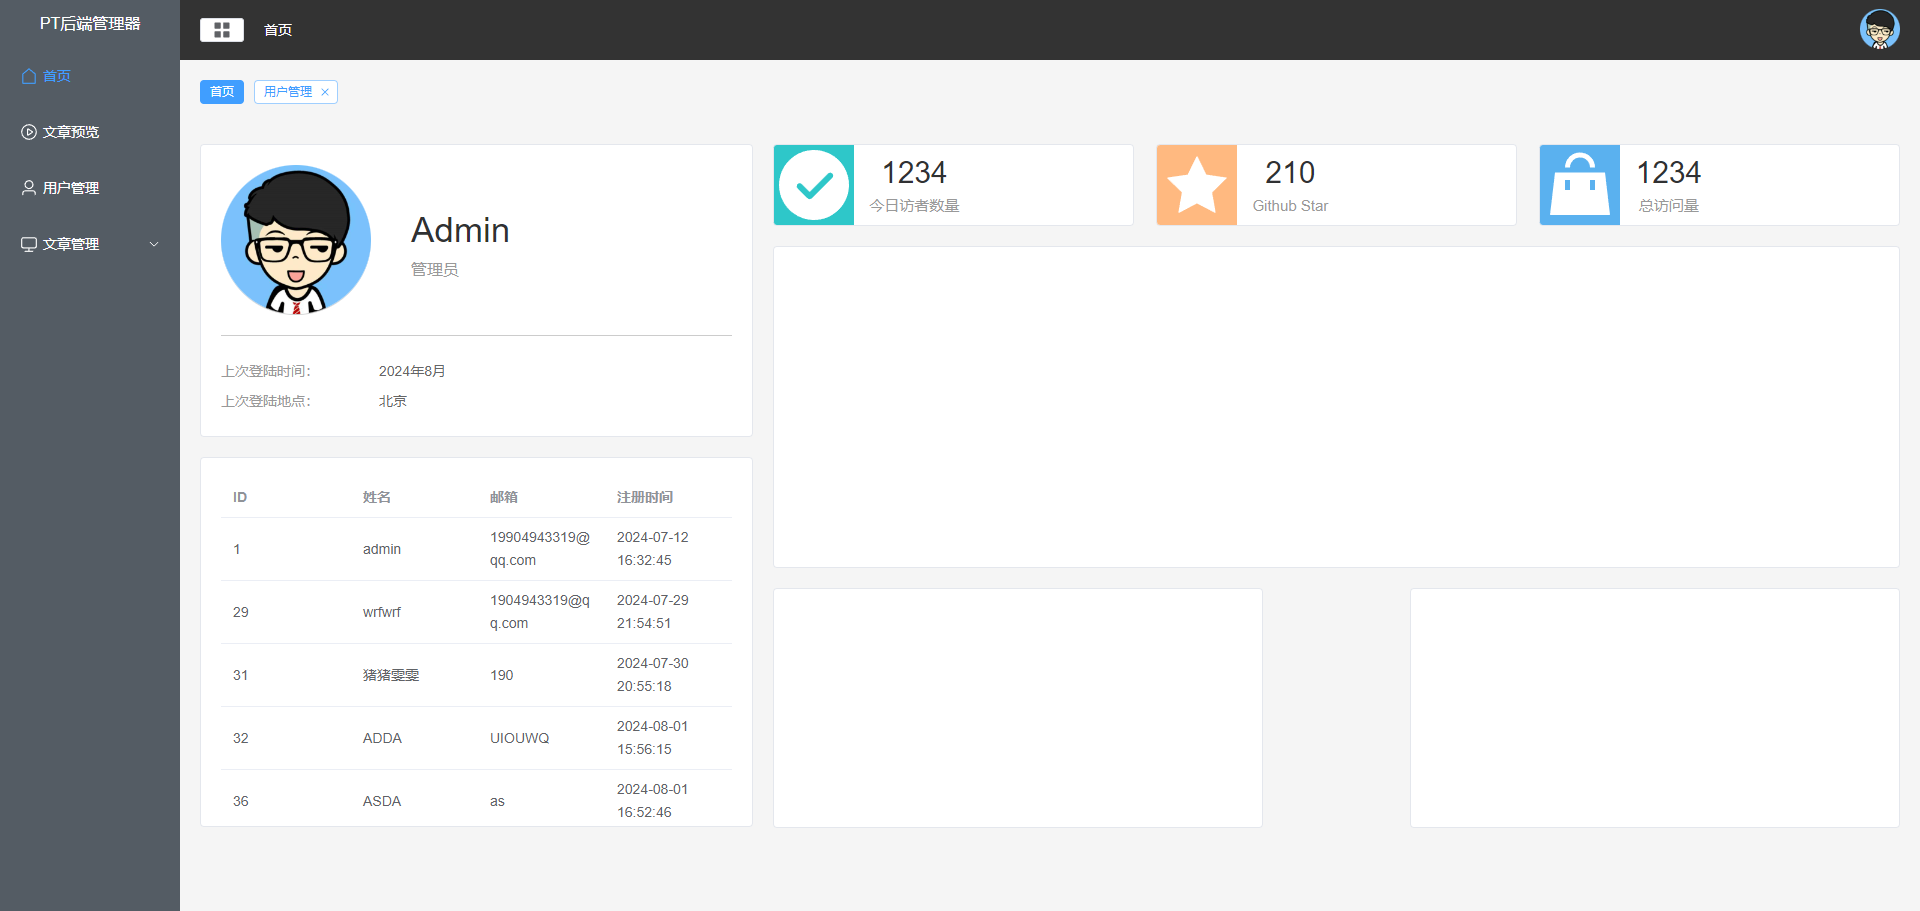 PT后端管理器
首页
文章预览
用户管理
文章管理
首页
首页
用户管理
Admin
管理员
上次登陆时间:
2024年8月
上次登陆地点:
北京
1234
今日访者数量
210
Github Star
1234
总访问量
ID 姓名 邮箱 注册时间
1 admin 19904943319@ 2024-07-12
qq.com 16:32:45
29 wrfwrf 1904943319@q 2024-07-29
q.com 21:54:51
31 猪猪雯雯 190 2024-07-30
20:55:18
32 ADDA UIOUWQ 2024-08-01
15:56:15
36 ASDA as 2024-08-01
16:52:46